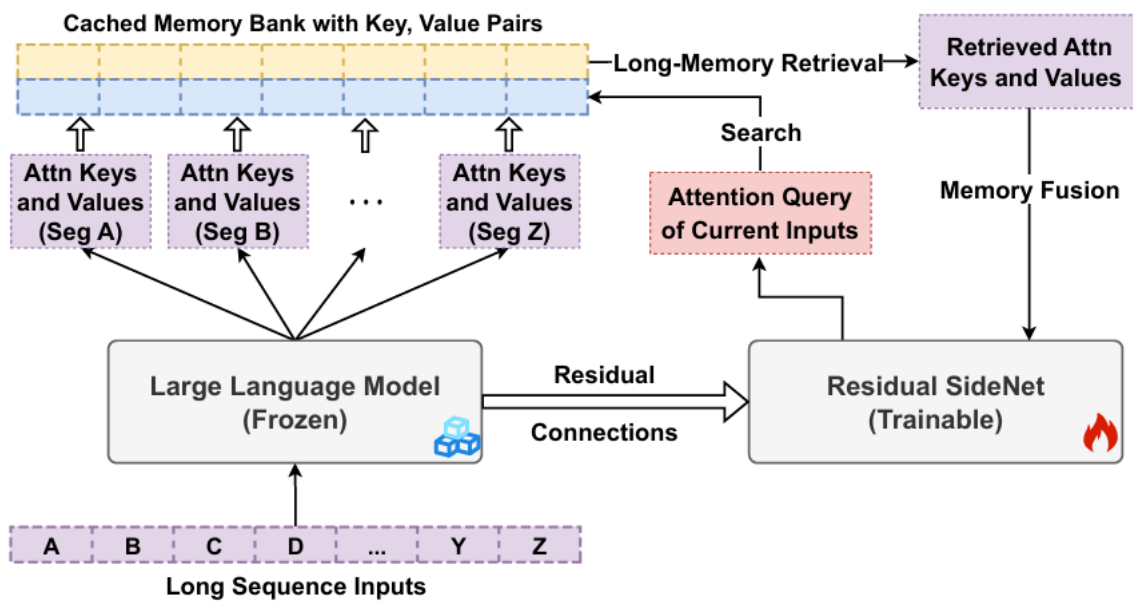 Cached Memory Bank with Key, Value Pairs
Long-Memory Retrieval
Retrieved Attn
Keys and Values
Search
Attn Keys
and Values
(Seg A)
Attn Keys
and Values
(Seg B)
...
Attn Keys
and Values
(Seg Z)
Attention Query
of Current Inputs
Memory Fusion
Large Language Model
(Frozen)
Residual
Connections
Residual SideNet
(Trainable)
A B C D ... Y Z
Long Sequence Inputs